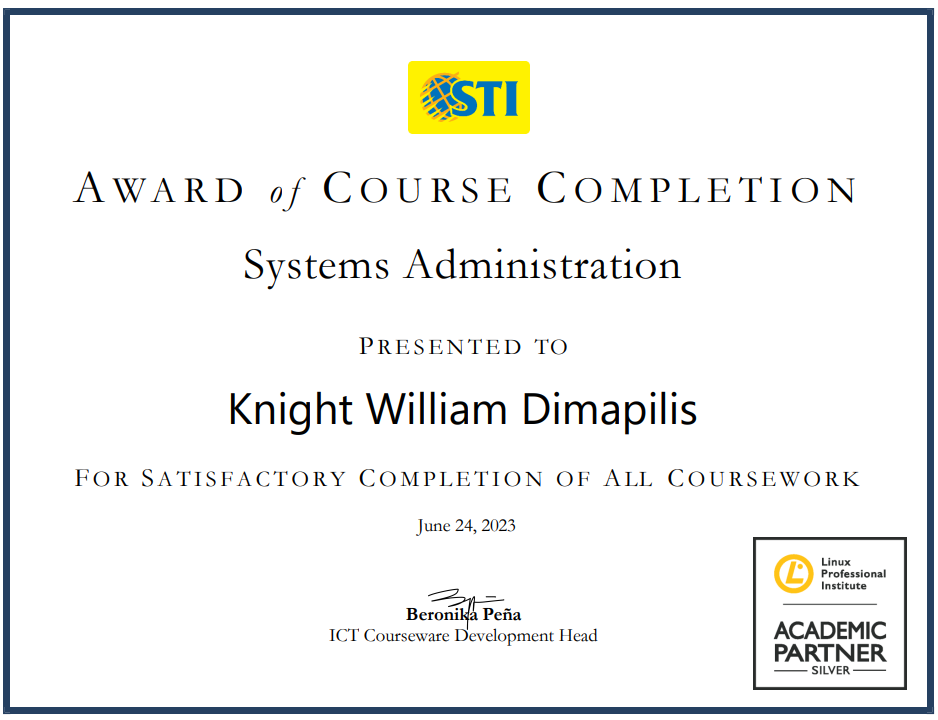 STI
AWARD of COURSE COMPLETION
Systems Administration
PRESENTED TO
Knight William Dimapilis
FOR SATISFACTORY COMPLETION OF ALL COURSEWORK
June 24, 2023
Beronika Peña
ICT Courseware Development Head
Linux
Professional
Institute
ACADEMIC
PARTNER
SILVER